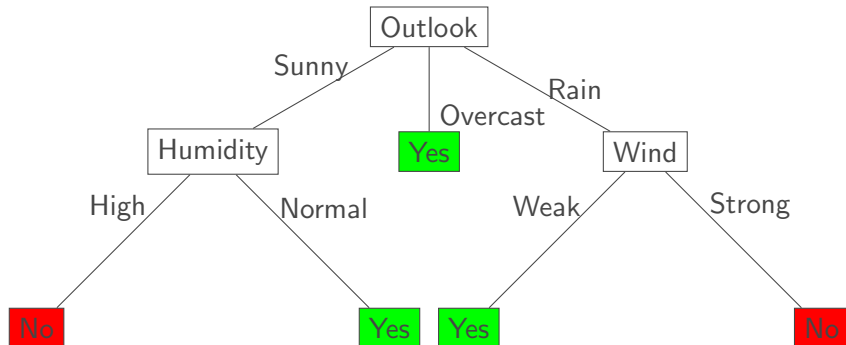 Outlook
Sunny
Rain
Overcast
Humidity
Yes
Wind
High
Normal
Weak
Strong
No
Yes
Yes
No